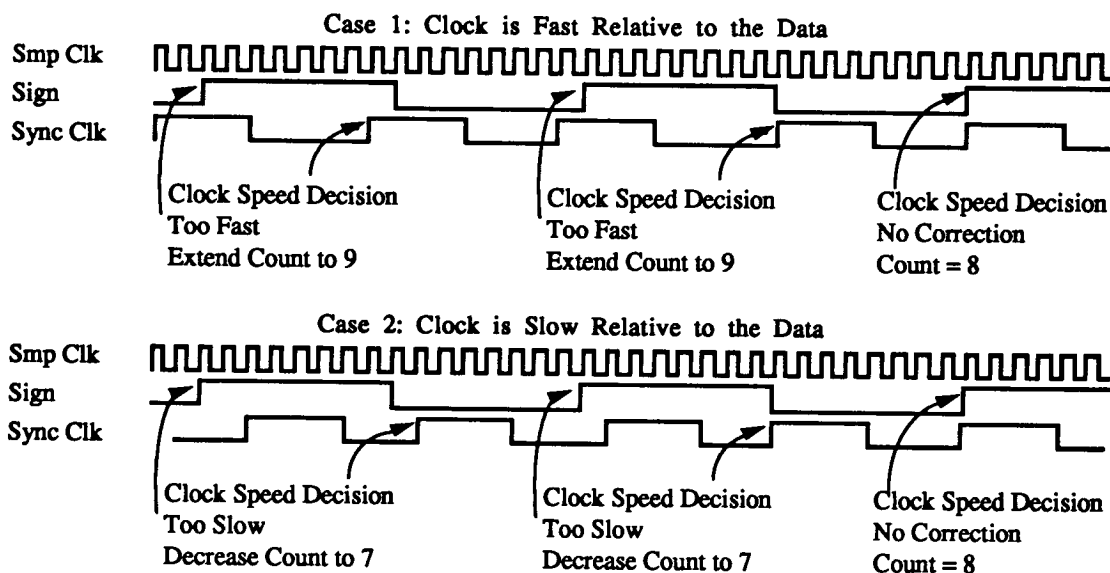 Case 1: Clock is Fast Relative to the Data
Smp Clk
Sign
Sync Clk
Clock Speed Decision
Too Fast
Extend Count to 9
Clock Speed Decision
Too Fast
Extend Count to 9
Clock Speed Decision
No Correction
Count = 8
Case 2: Clock is Slow Relative to the Data
Smp Clk
Sign
Sync Clk
Clock Speed Decision
Too Slow
Decrease Count to 7
Clock Speed Decision
Too Slow
Decrease Count to 7
Clock Speed Decision
No Correction
Count = 8